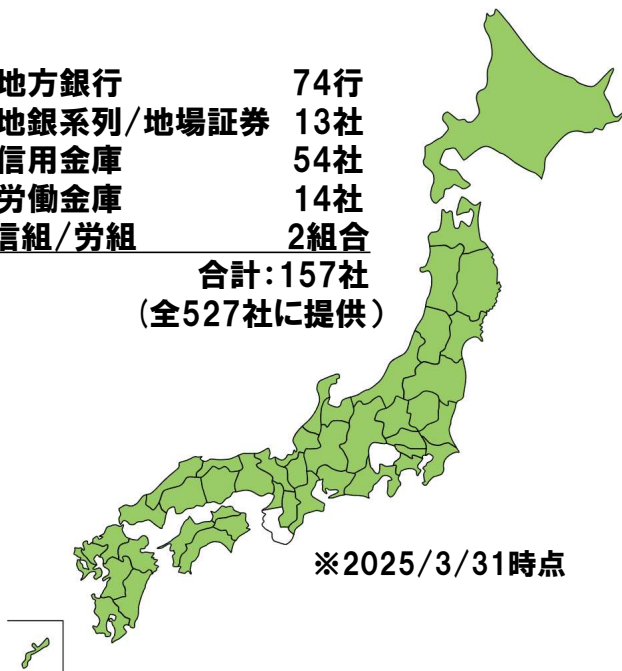 地方銀行 74行
地銀系列/地場証券 13社
信用金庫 54社
労働金庫 14社
信組/労組 2組合
合計:157社
(全527社に提供)
※2025/3/31時点